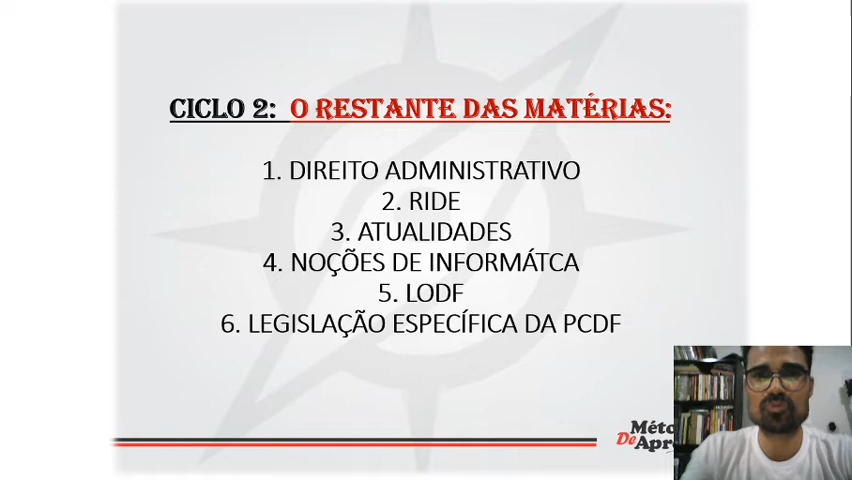 CICLO 2: O RESTANTE DAS MATÉRIAS:
1. DIREITO ADMINISTRATIVO
2. RIDE
3. ATUALIDADES
4. NOÇÕES DE INFORMÁTCA
5. LODF
6. LEGISLAÇÃO ESPECÍFICA DA PCDF
De